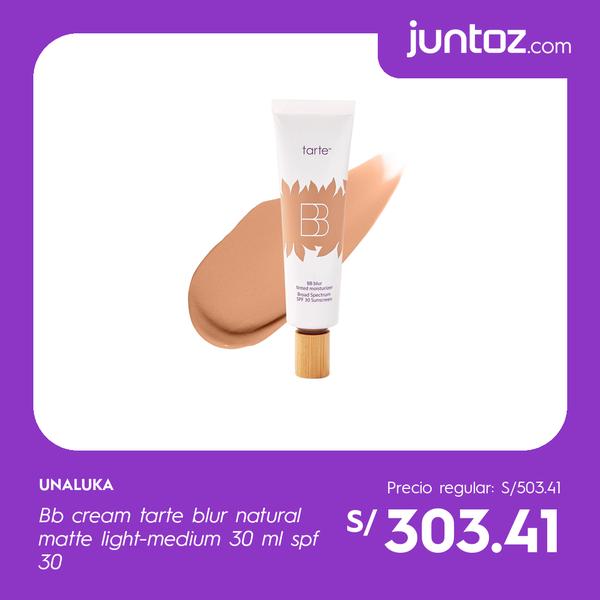 juntoz.com
tarte™
BB
BB blur
tinted moisturizer
Broad Spectrum
SPF 30 Sunscreen
UNALUKA
Bb cream tarte blur natural
matte light-medium 30 ml spf
30
Precio regular: S/503.41
S/ 303.41